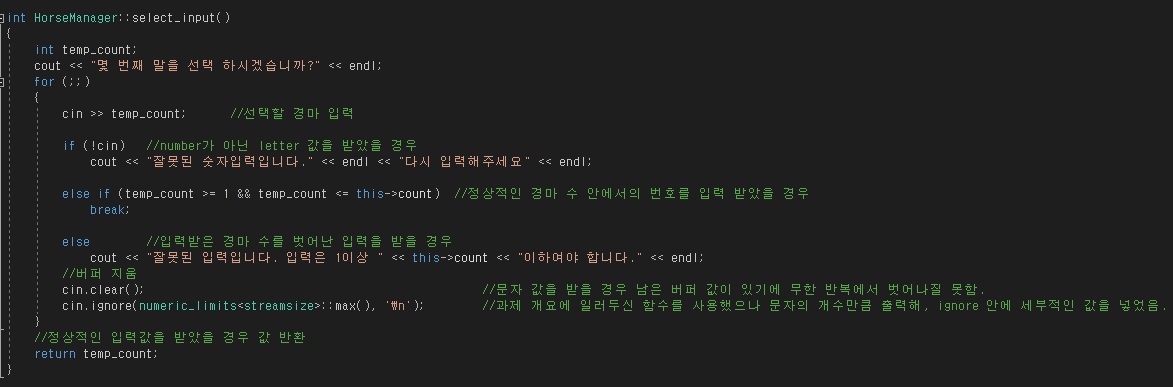 int HorseManager::select_input()
{
int temp_count;
cout << "몇 번째 말을 선택 하시겠습니까?" << endl;
for (;;)
{
cin >> temp_count; //선택할 경마 입력
if (!cin) //number가 아닌 letter 값을 받았을 경우
cout << "잘못된 숫자입력입니다." << endl << "다시 입력해주세요" << endl;
else if (temp_count >= 1 && temp_count <= this->count) //정상적인 경마 수 안에서의 번호를 입력 받았을 경우
break;
else //입력받은 경마 수를 벗어난 입력을 받을 경우
cout << "잘못된 입력입니다. 입력은 1이상 " << this->count << "이하여야 합니다." << endl;
//버퍼 지움
cin.clear(); //문자 값을 받을 경우 남은 버퍼 값이 있기에 무한 반복에서 벗어나질 못함.
cin.ignore(numeric_limits<streamsize>::max(), '₩n'); //과제 개요에 일러두신 함수를 사용했으나 문자의 개수만큼 출력해, ignore 안에 세부적인 값을 넣었음.
}
//정상적인 입력값을 받았을 경우 값 반환
return temp_count;
}